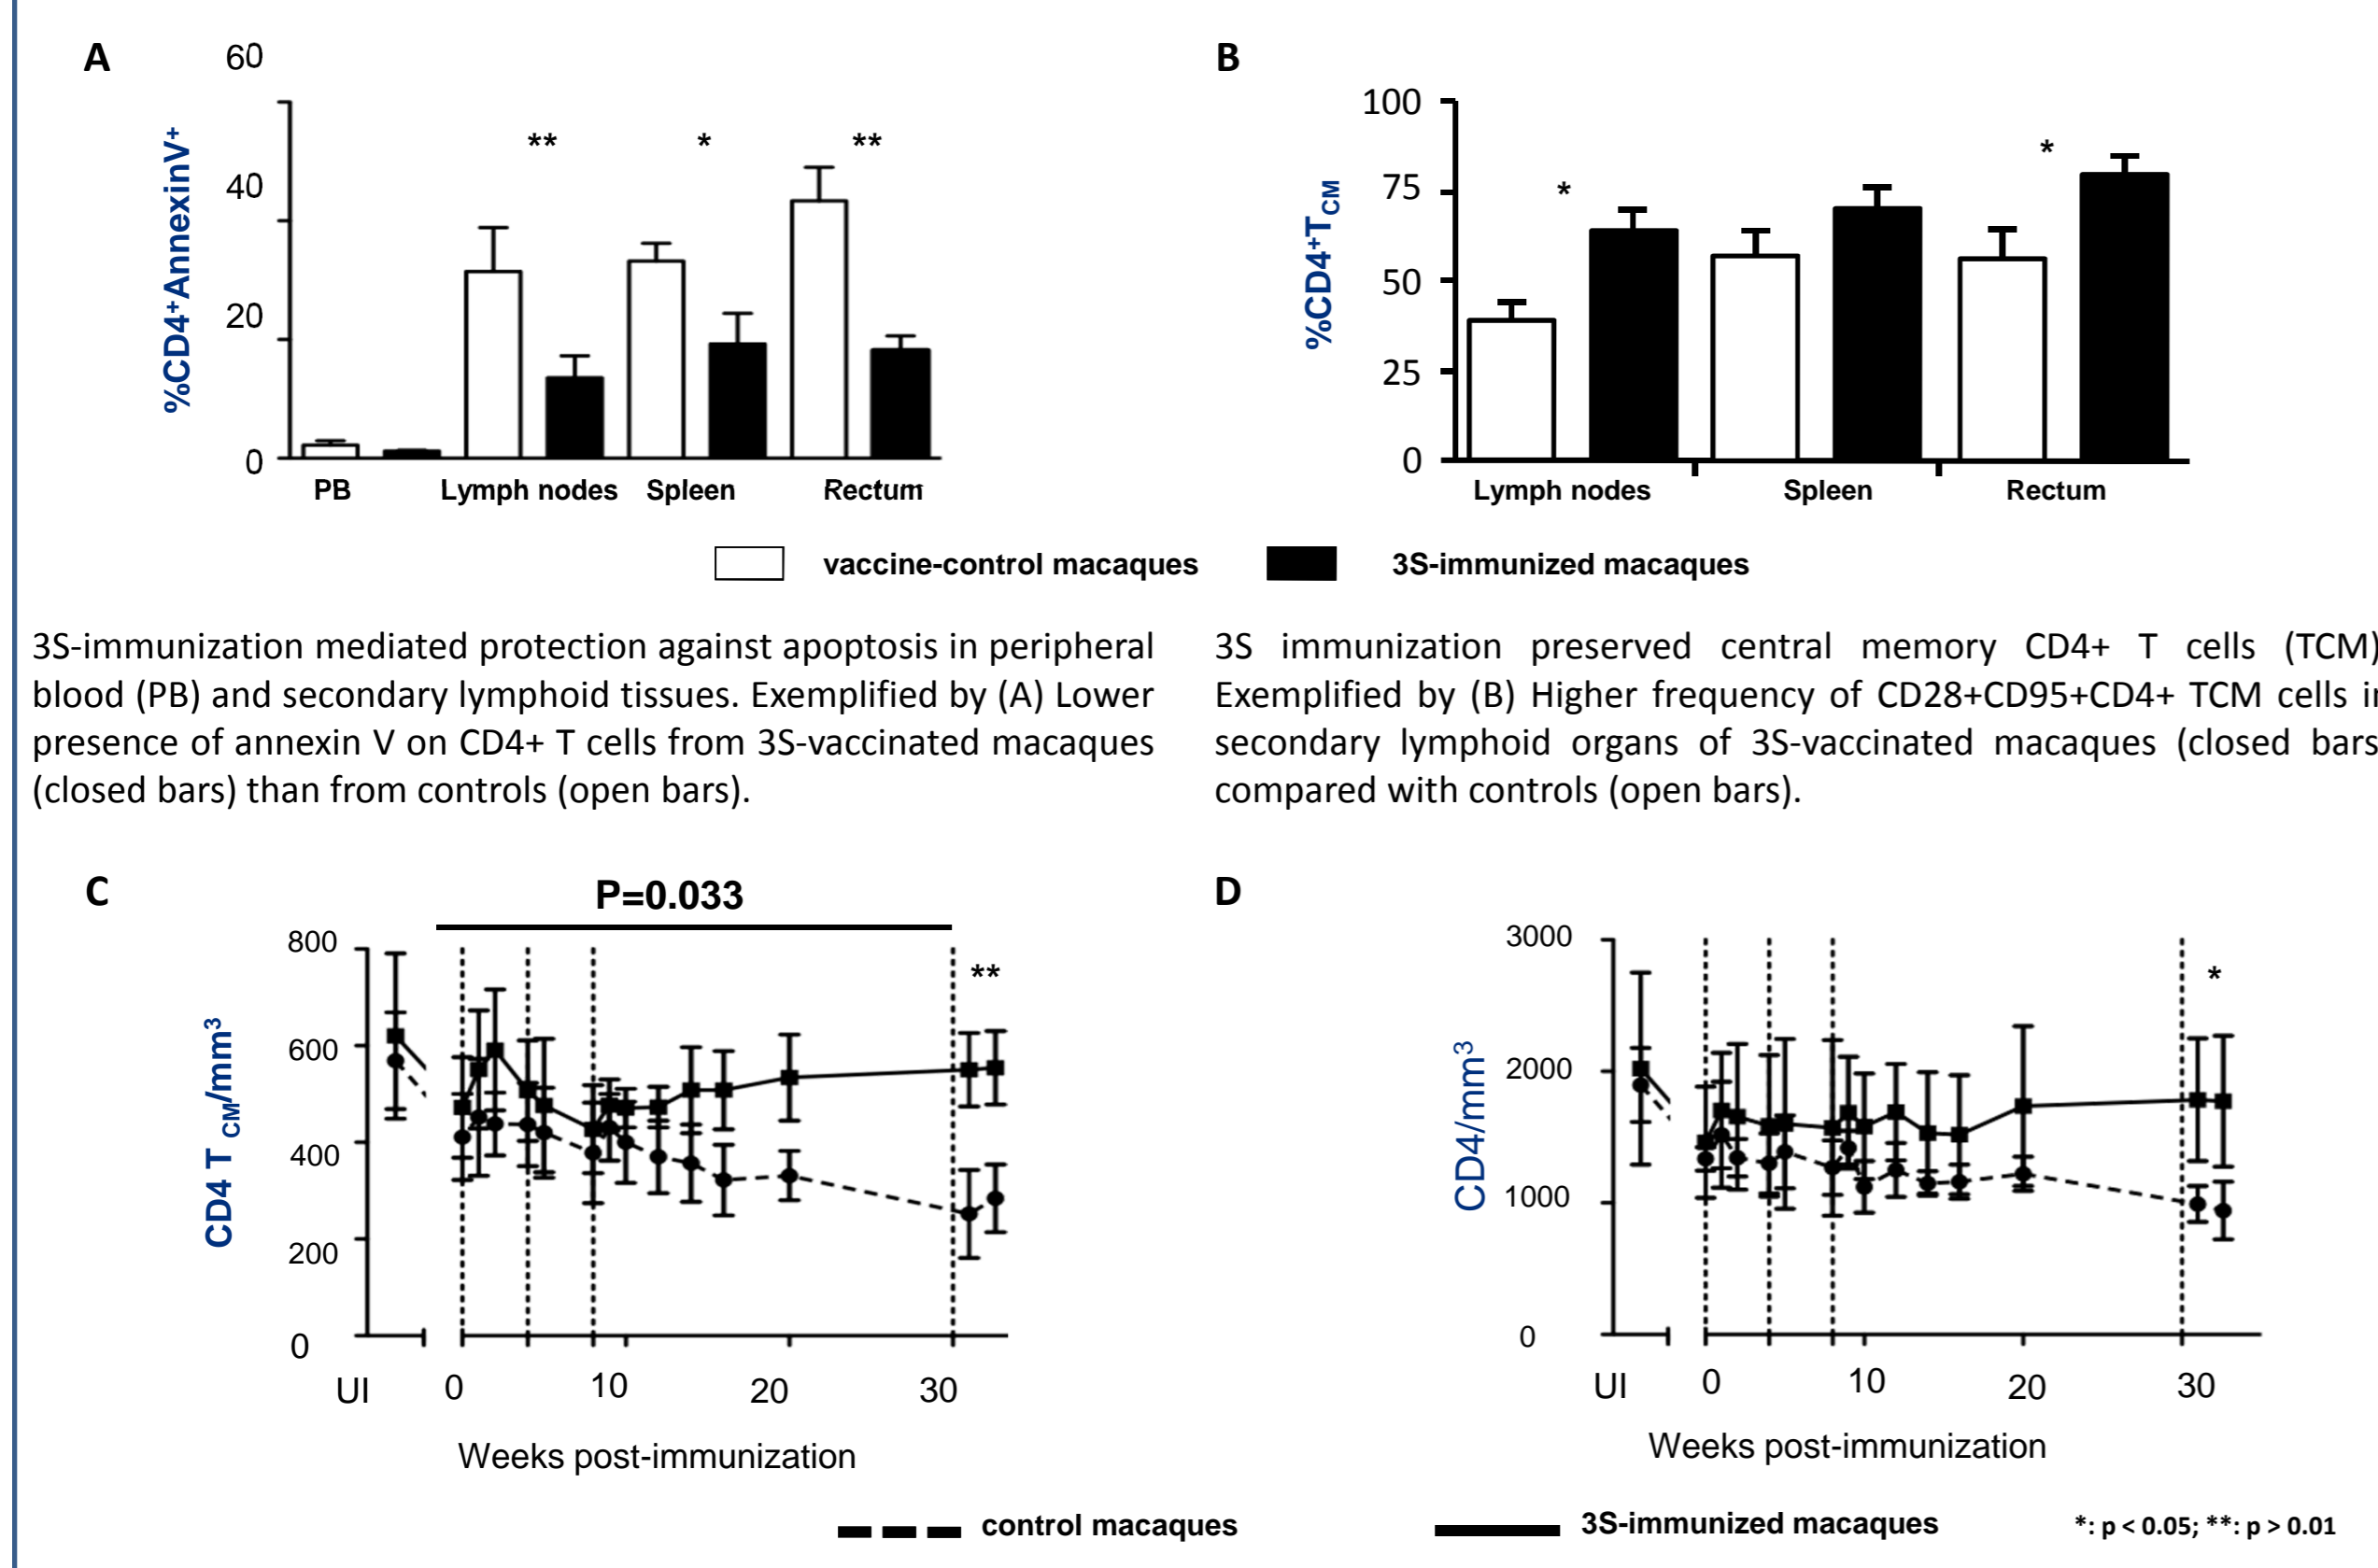 A
60
40
20
0
%CD4+AnnexinV+
**
*
**
PB
Lymph nodes
Spleen
Rectum
B
100
75
50
25
0
%CD4+TCM
*
*
Lymph nodes
Spleen
Rectum
vaccine-control macaques
3S-immunized macaques
3S-immunization mediated protection against apoptosis in peripheral
blood (PB) and secondary lymphoid tissues. Exemplified by (A) Lower
presence of annexin V on CD4+ T cells from 3S-vaccinated macaques
(closed bars) than from controls (open bars).
3S immunization preserved central memory CD4+ T cells (TCM)
Exemplified by (B) Higher frequency of CD28+CD95+CD4+ TCM cells in
secondary lymphoid organs of 3S-vaccinated macaques (closed bars
compared with controls (open bars).
C
P=0.033
800
600
400
200
0
CD4 T CM/mm3
**
UI
0
10
20
30
Weeks post-immunization
D
3000
2000
1000
0
CD4/mm3
*
UI
0
10
20
30
Weeks post-immunization
control macaques
3S-immunized macaques
*: p < 0.05; **: p > 0.01